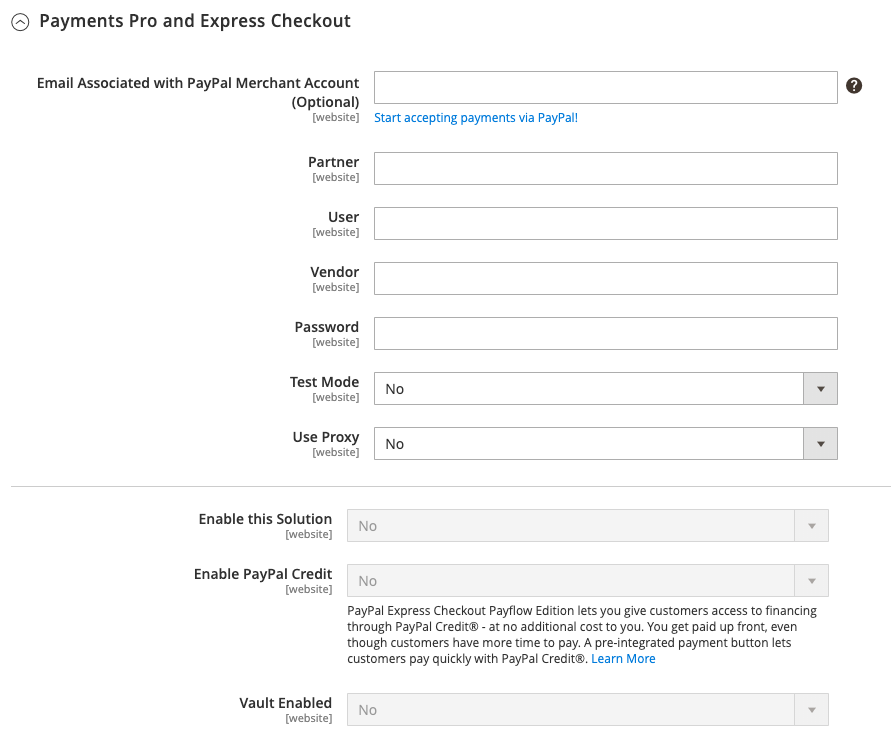 Payments Pro and Express Checkout
Email Associated with PayPal Merchant Account
(Optional)
[website]
?
Start accepting payments via PayPal!
Partner
[website]
User
[website]
Vendor
[website]
Password
[website]
Test Mode
[website]
No
Use Proxy
[website]
No
Enable this Solution
[website]
No
Enable PayPal Credit
[website]
No
PayPal Express Checkout Payflow Edition lets you give customers access to financing
through PayPal Credit® - at no additional cost to you. You get paid up front, even
though customers have more time to pay. A pre-integrated payment button lets
customers pay quickly with PayPal Credit®. Learn More
Vault Enabled
[website]
No